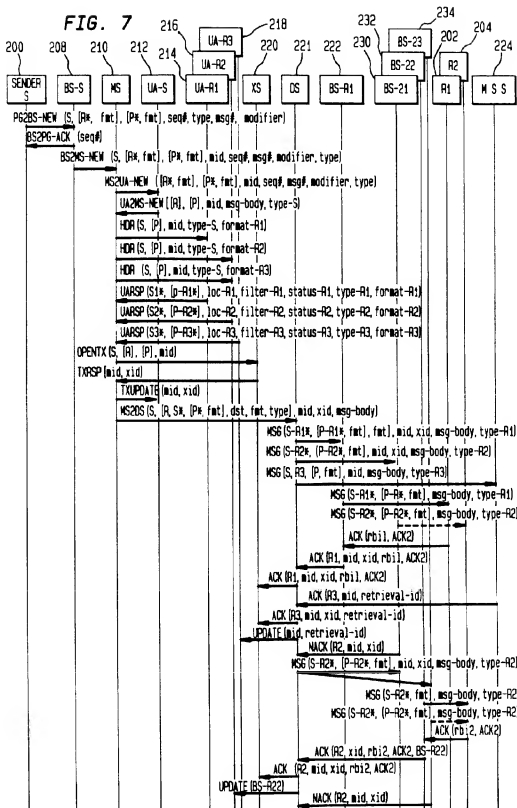 FIG. 7
200
208
210
212
216
214
218
220
221
222
232
230
234
202
204
224
UA-R3
BS-23
UA-R2
BS-22
R2
SENDER S
BS-S
MS
UA-S
UA-R1
XS
DS
BS-R1
BS-21
R1
M S S
PG2BS-NEW (S, [R*, fmt], [P*, fmt], seq#, type, msg#, modifier)
BS2PG-ACK (seq#)
BS2MS-NEW (S, [R*, fmt], [P*, fmt], mid, seq#, msg#, modifier, type)
MS2UA-NEW ([R*, fmt], [P*, fmt], mid, seq#, msg#, modifier, type)
UA2MS-NEW([R], [P], mid, msg-body, type-S)
HDR (S, [P], mid, type-S, format-R1)
HDR (S, [P], mid, type-S, format-R2)
HDR (S, [P], mid, type-S, format-R3)
UARSP (S1*, [p-R1*], loc-R1, filter-R1, status-R1, type-R1, format-R1)
UARSP (S2*, [P-R2*], loc-R2, filter-R2, status-R2, type-R2, format-R2)
UARSP (S3*, [P-R3*], loc-R3, filter-R3, status-R3, type-R3, format-R3)
OPENTX (S, [R], [P], mid)
TXRSP (mid, xid)
TXUPDATE (mid, xid)
MS2DS (S, [R, S*, [P*, fmt], dst, fmt, type], mid, xid, msg-body)
MSG (S-R1*, [P-R1*, fmt], fmt], mid, xid, msg-body, type-R1)
MSG (S-R2*, [P-R2*, fmt], mid, xid, msg-body, type-R2)
MSG (S, R3, [P, fmt], mid, msg-body, type-R3)
MSG (S-R1*, [P-R*, fmt], msg-body, type-R1)
MSG (S-R2*, [P-R2*, fmt], msg-body, type-R2)
ACK (rbi1, ACK2)
ACK (R1, mid, xid, rbi1, ACK2)
ACK (R1, mid, xid, rbi1, ACK2)
ACK (R3, mid, retrieval-id)
ACK (R3, mid, xid, retrieval-id)
UPDATE (mid, retrieval-id)
NACK (R2, mid, xid)
MSG (S-R2*, [P-R2*, fmt], mid, xid, msg-body, type-R2)
MSG (S-R2*, fmt], msg-body, type-R2)
MSG (S-R2*, [P-R2*, fmt], msg-body, type-R2)
ACK (rbi2, ACK2)
ACK (R2, xid, rbi2, ACK2, ACK, BS-R22)
ACK (R2, mid, xid, rbi2, ACK2)
UPDATE (BS-R22)
NACK (R2, mid, xid)